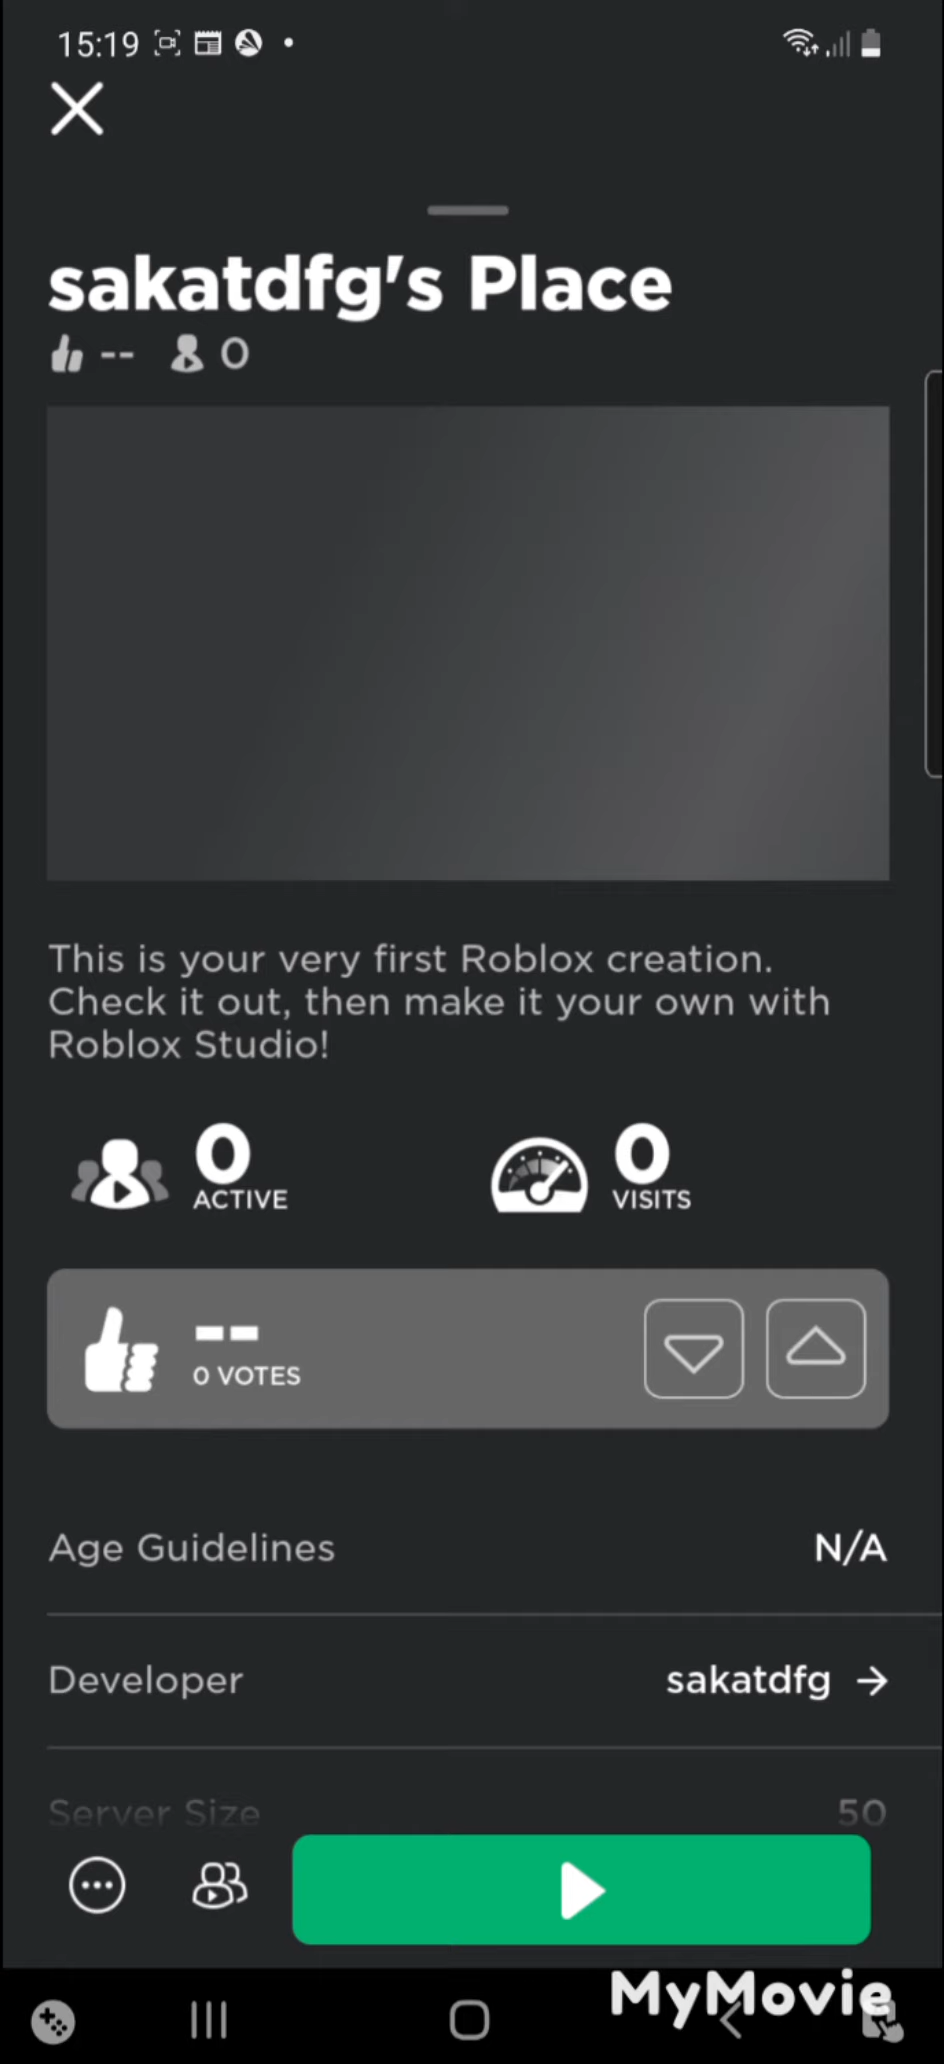 15:19
sakatdfg's Place
-- 0
This is your very first Roblox creation.
Check it out, then make it your own with
Roblox Studio!
0
ACTIVE
0
VISITS
--
0 VOTES
Age Guidelines N/A
Developer sakatdfg →
Server Size 50
MyMovie